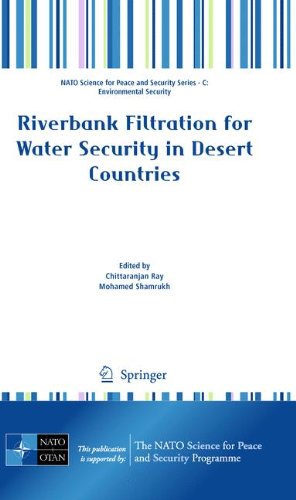 NATO Science for Peace and Security Series - C:
Environmental Security
Riverbank Filtration for
Water Security in Desert
Countries
Edited by
Chittaranjan Ray
Mohamed Shamrukh
Springer
NATO
OTAN
This publication
is supported by:
The NATO Science for Peace
and Security Programme